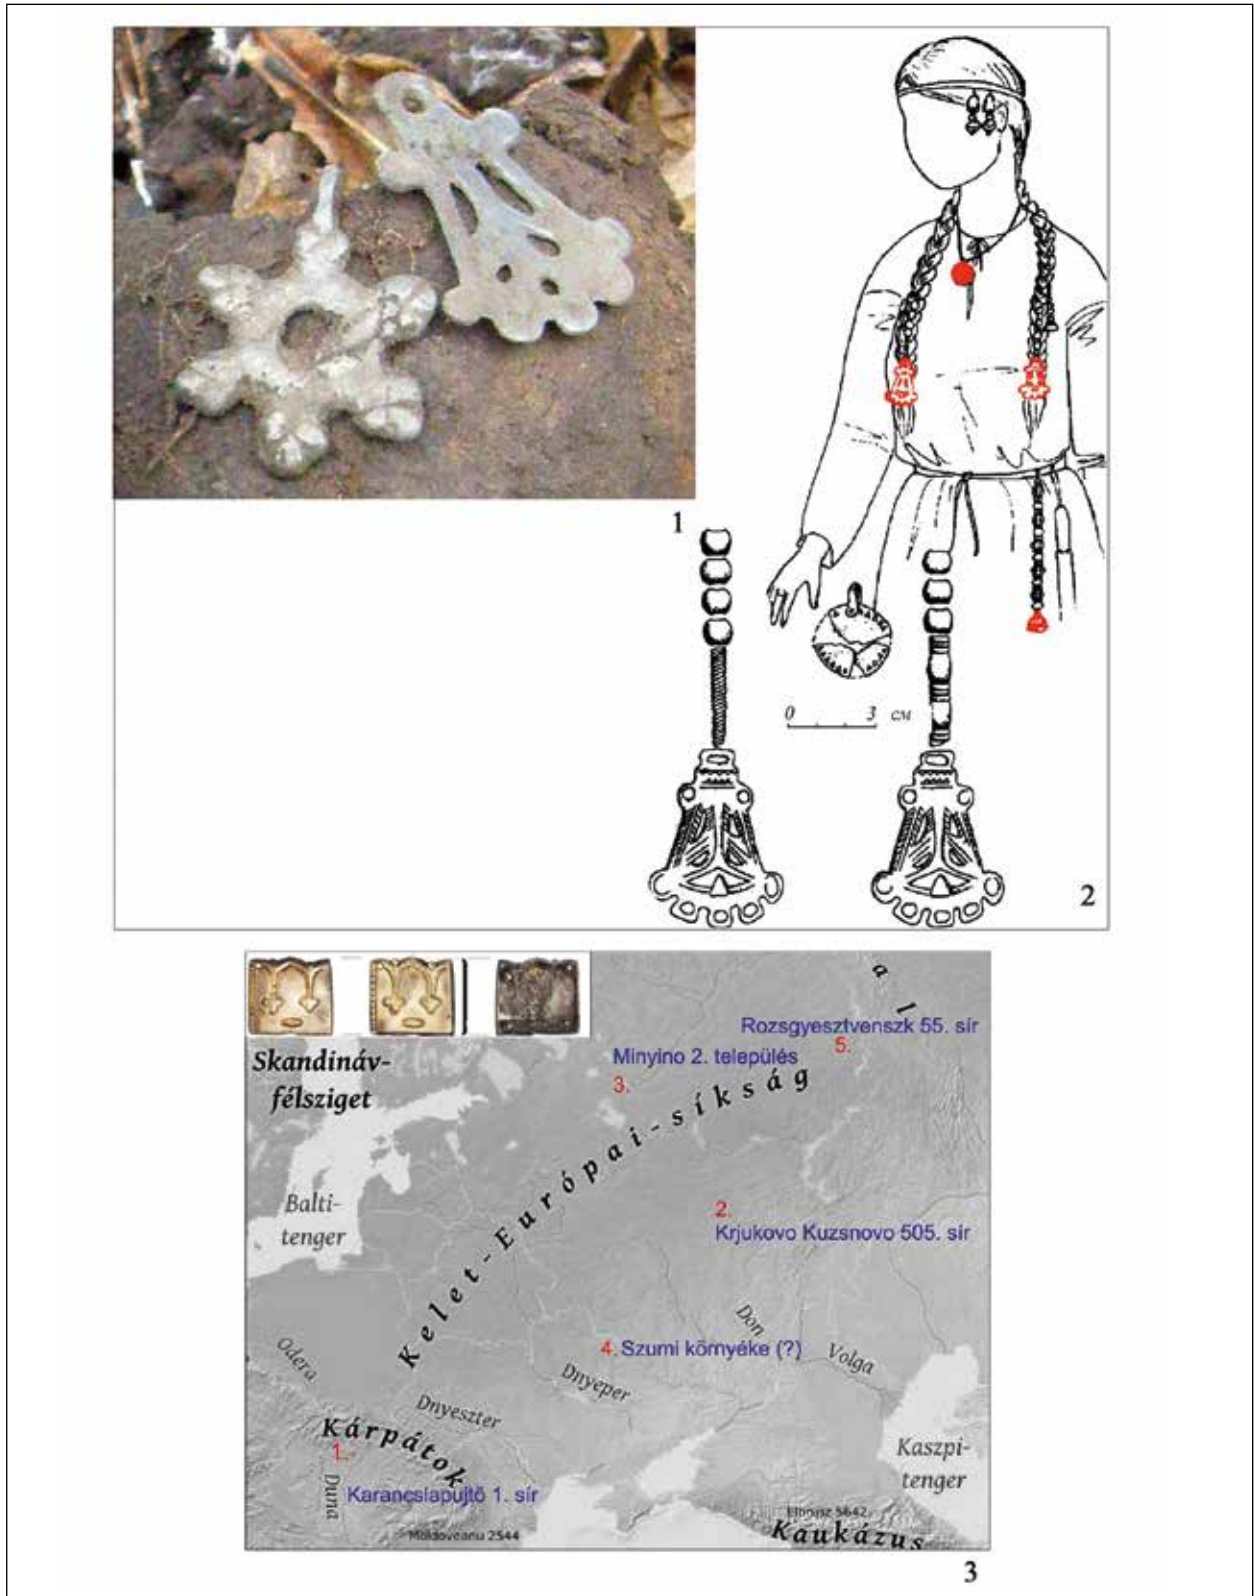 1
0 3 см
2
а l
Rozsgyesztvenszk 55. sír
5.
Minyino 2. település
3.
Skandináv-
félsziget
Kelet-Európai-síkság
Balti-
tenger
2.
Krjukovo Kuzsnovo 505. sír
Don
Volga
4. Szumi környéke (?)
Odera
Dnyeper
Dnyeszter
Kárpátok
1.
Kaszpi-
tenger
Duna
Karancslapujtő 1. sír
Moldoveanu 2544
Elbrusz 5642
Kaukázus
3